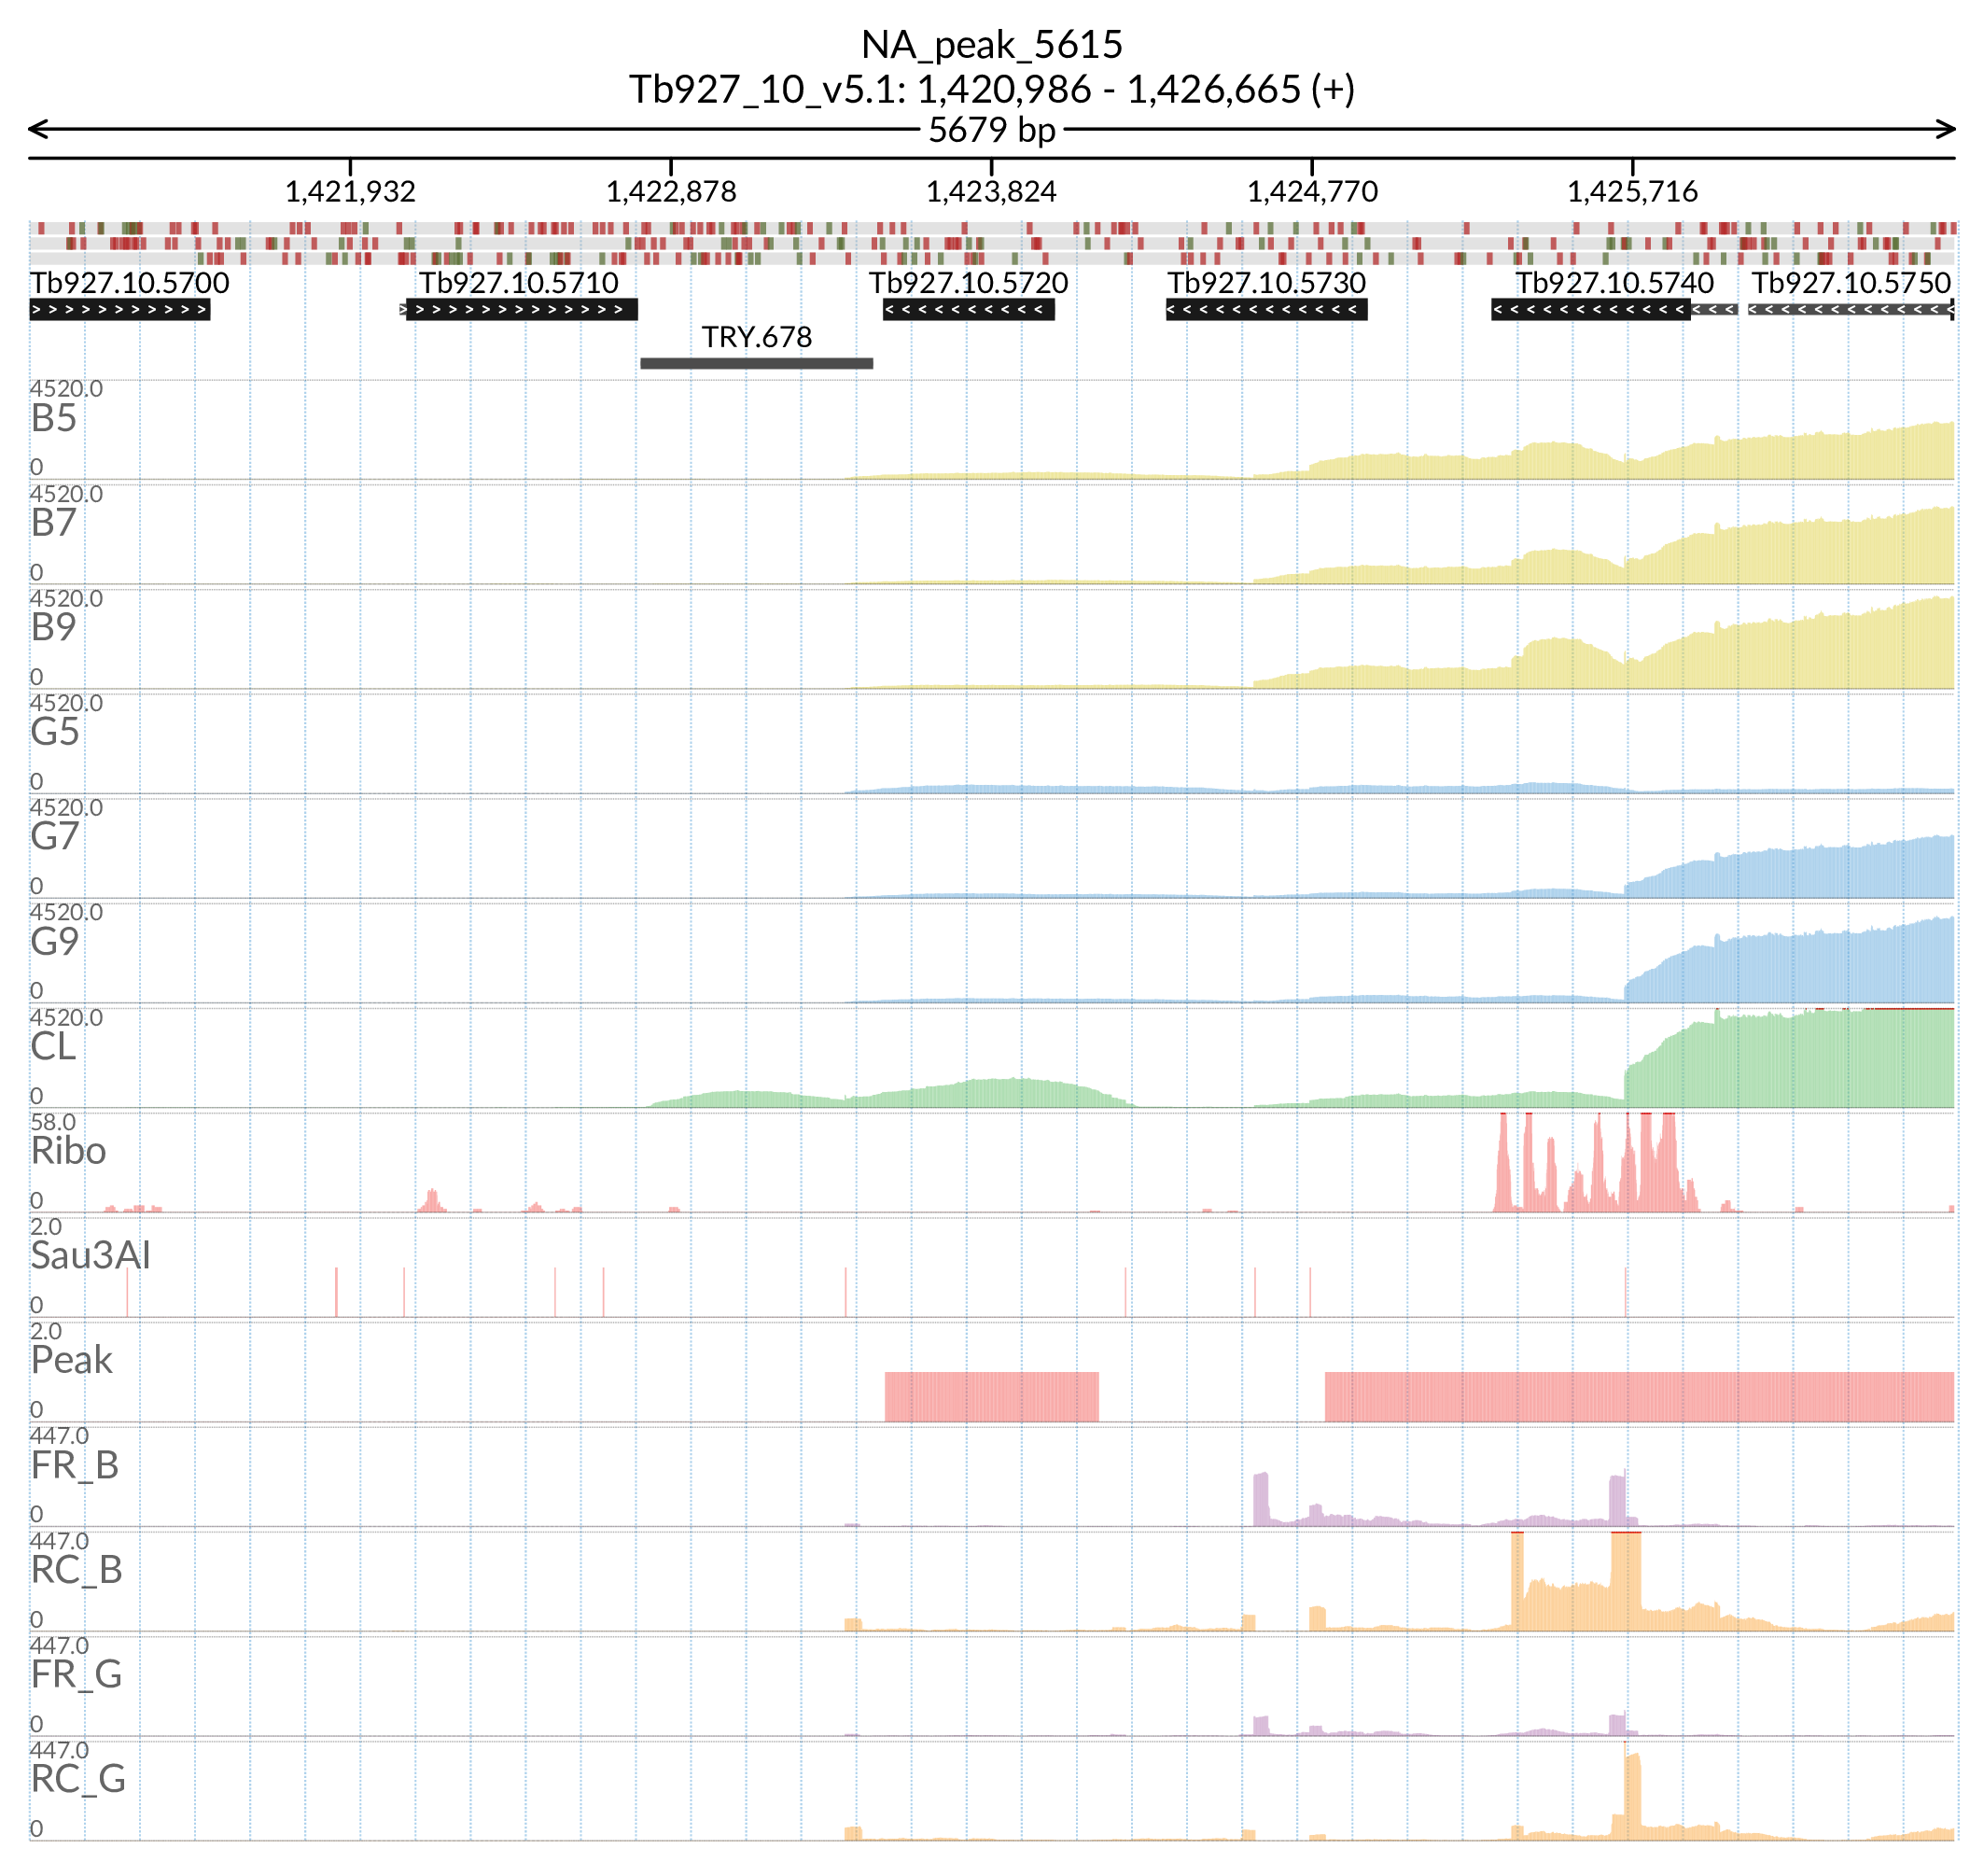 NA_peak_5615
Tb927_10_v5.1: 1,420,986 - 1,426,665 (+)
5679 bp
1,421,932 1,422,878 1,423,824 1,424,770 1,425,716
Tb927.10.5700 Tb927.10.5710 Tb927.10.5720 Tb927.10.5730 Tb927.10.5740 Tb927.10.5750
TRY.678
4520.0
B5
0
4520.0
B7
0
4520.0
B9
0
4520.0
G5
0
4520.0
G7
0
4520.0
G9
0
4520.0
CL
0
58.0
Ribo
0
2.0
Sau3AI
0
2.0
Peak
0
447.0
FR_B
0
447.0
RC_B
0
447.0
FR_G
0
447.0
RC_G
0